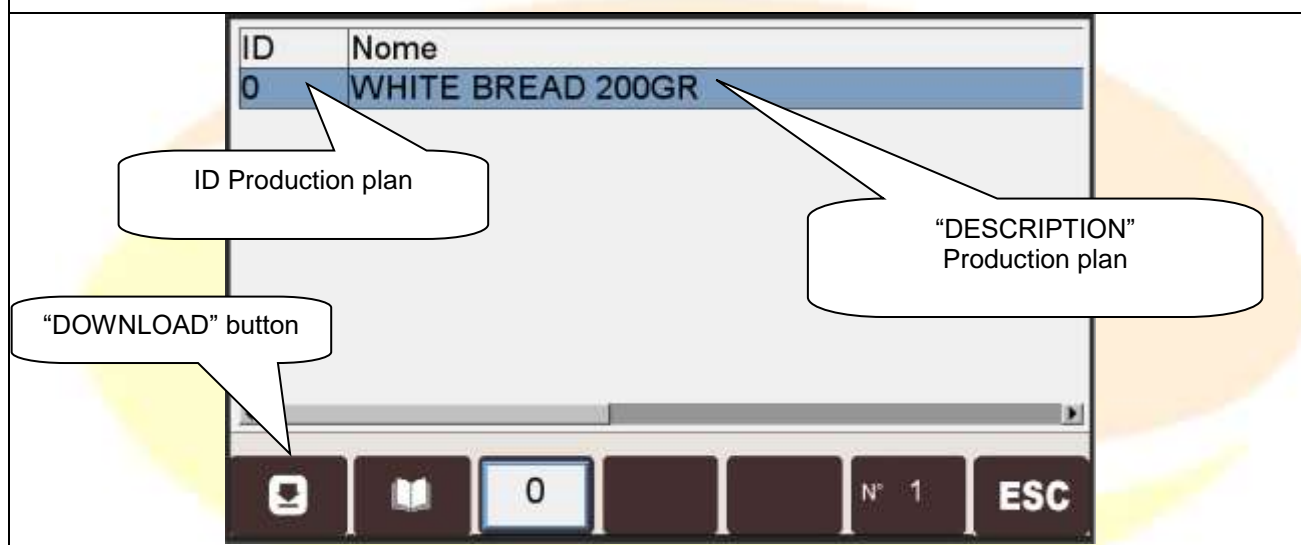 ID Nome
0 WHITE BREAD 200GR
ID Production plan
“DESCRIPTION”
Production plan
“DOWNLOAD” button
0
N° 1
ESC